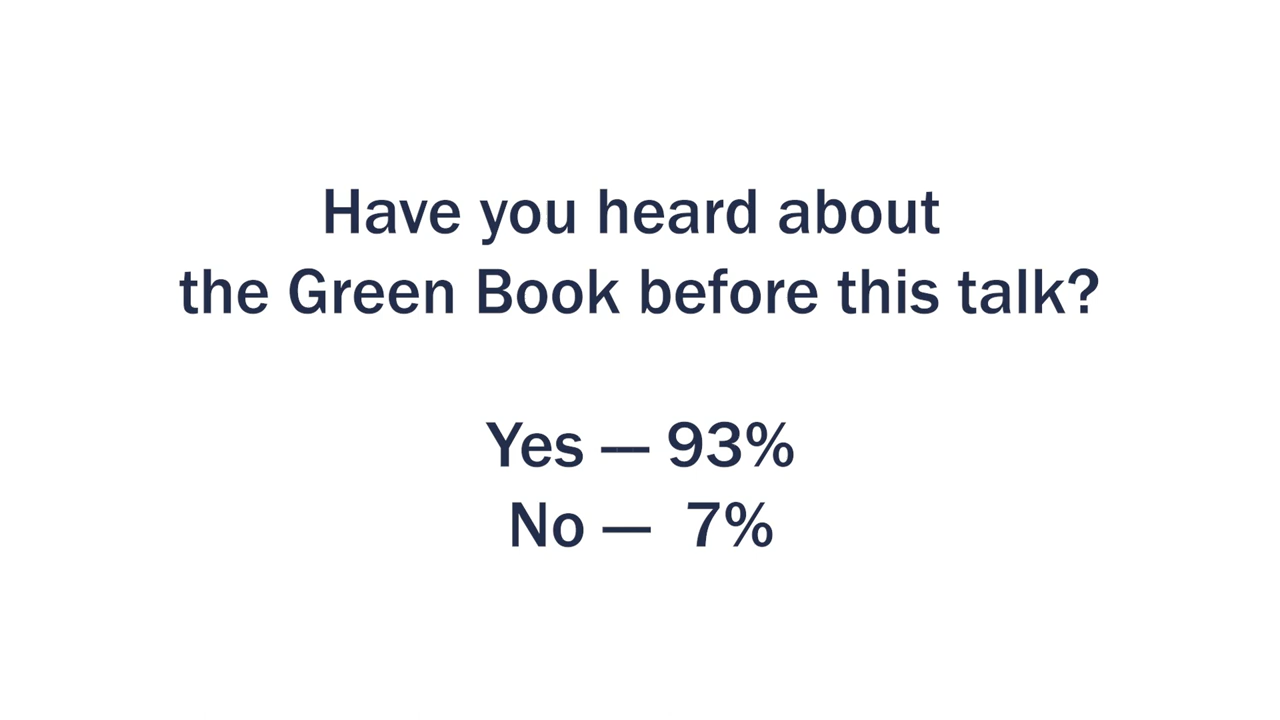 Have you heard about
the Green Book before this talk?
Yes — 93%
No — 7%